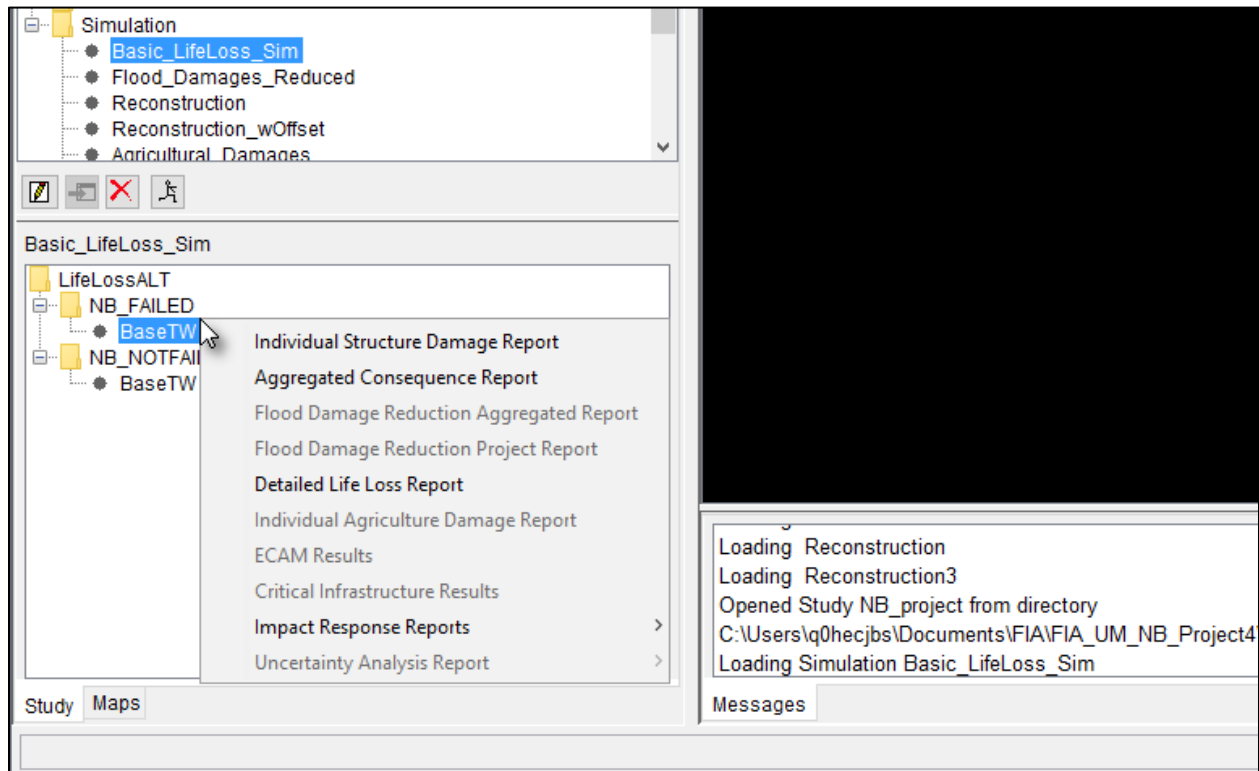 Simulation
Basic_LifeLoss_Sim
Flood_Damages_Reduced
Reconstruction
Reconstruction_wOffset
Agricultural_Damages
Basic_LifeLoss_Sim
LifeLossALT
NB_FAILED
BaseTW
NB_NOTFAI
BaseTW
Individual Structure Damage Report
Aggregated Consequence Report
Flood Damage Reduction Aggregated Report
Flood Damage Reduction Project Report
Detailed Life Loss Report
Individual Agriculture Damage Report
ECAM Results
Critical Infrastructure Results
Impact Response Reports
Uncertainty Analysis Report
Study Maps
Loading Reconstruction
Loading Reconstruction3
Opened Study NB_project from directory
C:\Users\q0hecjbs\Documents\FIA\FIA_UM_NB_Project4\
Loading Simulation Basic_LifeLoss_Sim
Messages